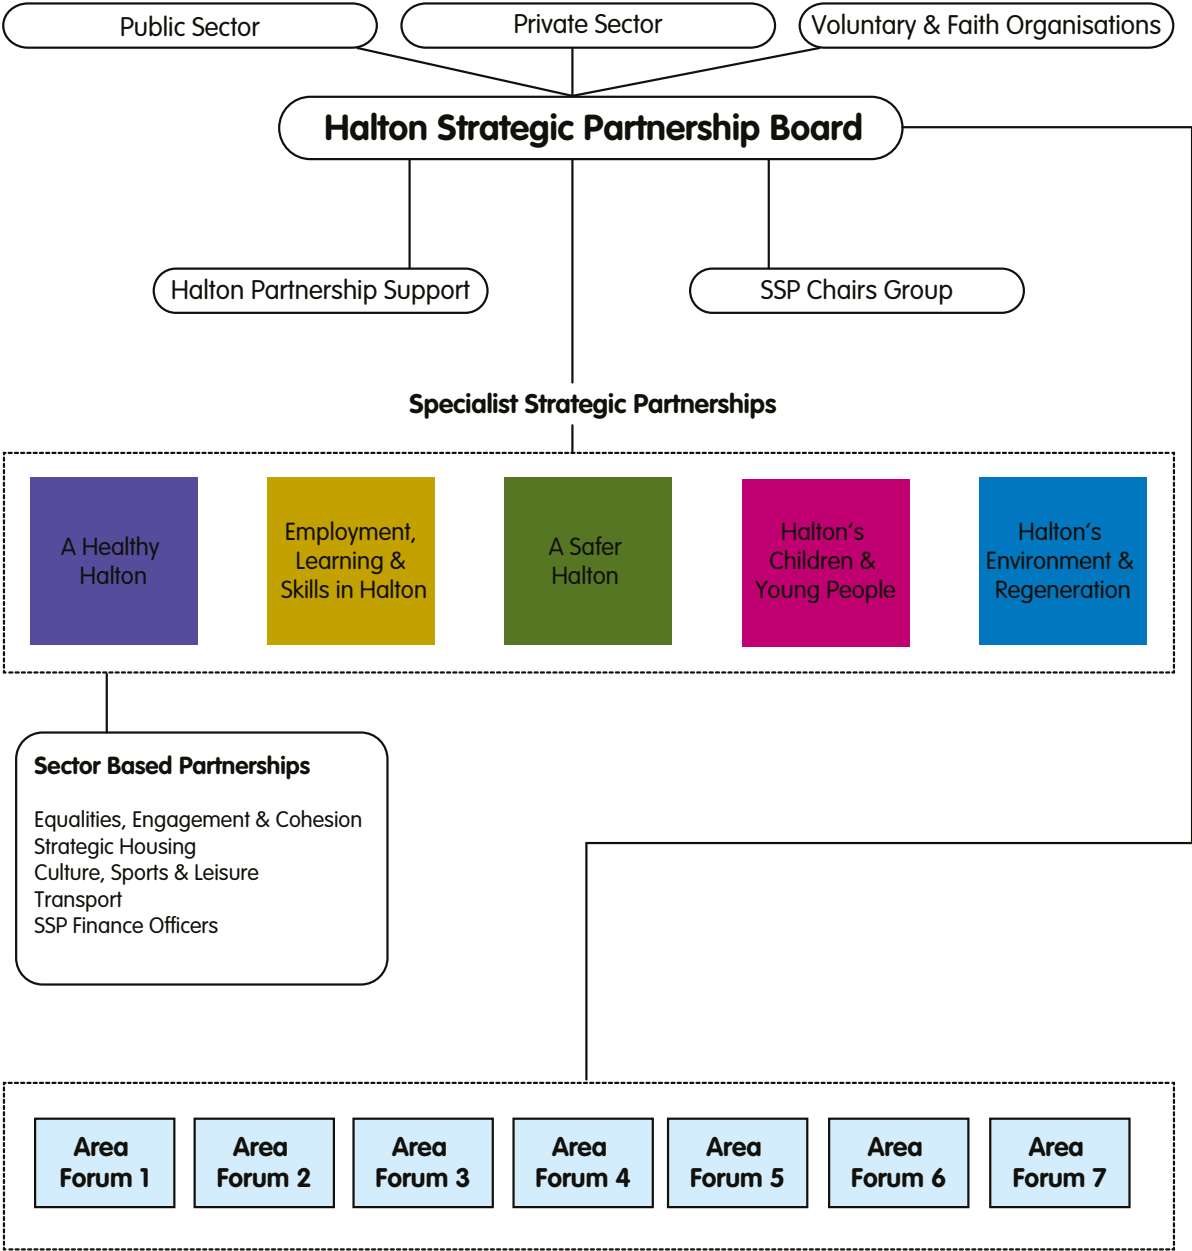 Public Sector
Private Sector
Voluntary & Faith Organisations
Halton Strategic Partnership Board
Halton Partnership Support
SSP Chairs Group
Specialist Strategic Partnerships
A Healthy
Halton
Employment,
Learning &
Skills in Halton
A Safer
Halton
Halton's
Children &
Young People
Halton's
Environment &
Regeneration
Sector Based Partnerships
Equalities, Engagement & Cohesion
Strategic Housing
Culture, Sports & Leisure
Transport
SSP Finance Officers
Area
Forum 1
Area
Forum 2
Area
Forum 3
Area
Forum 4
Area
Forum 5
Area
Forum 6
Area
Forum 7